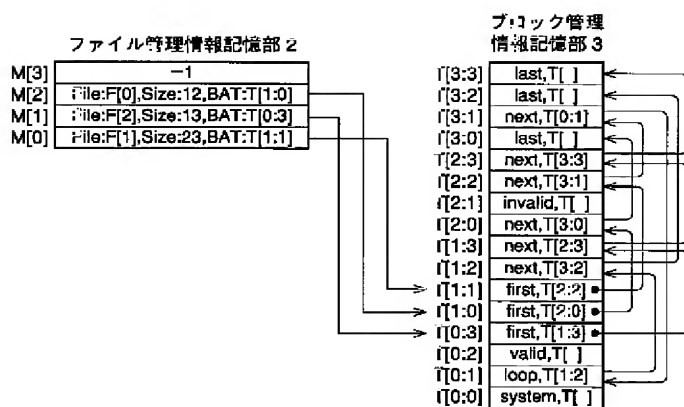 ファイル管理情報記憶部2
M[3] -1
M[2] File:F[0],Size:12,BAT:T[1:0]
M[1] File:F[2],Size:13,BAT:T[0:3]
M[0] File:F[1],Size:23,BAT:T[1:1]
ブロック管理
情報記憶部3
T[3:3] last,T[ ]
T[3:2] last,T[ ]
T[3:1] next,T[0:1]
T[3:0] last,T[ ]
T[2:3] next,T[3:3]
T[2:2] next,T[3:1]
T[2:1] invalid,T[ ]
T[2:0] next,T[3:0]
T[1:3] next,T[2:3]
T[1:2] next,T[3:2]
T[1:1] first,T[2:2]
T[1:0] first,T[2:0]
T[0:3] first,T[1:3]
T[0:2] valid,T[ ]
T[0:1] loop,T[1:2]
T[0:0] system,T[ ]